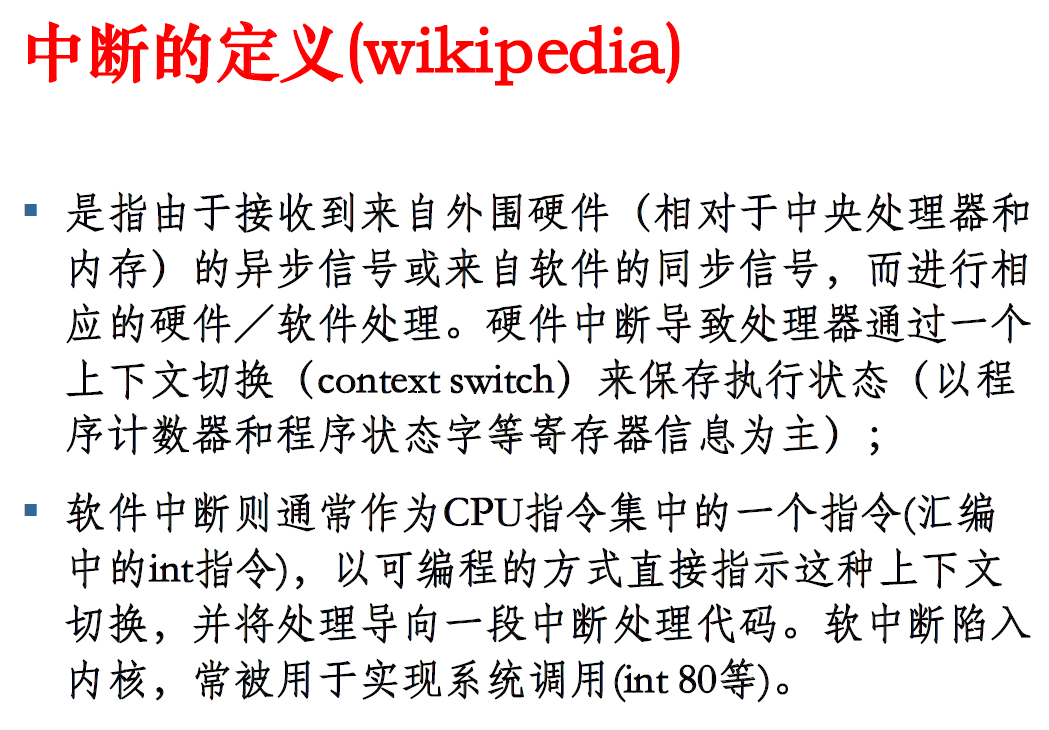 中断的定义(wikipedia)
是指由于接收到来自外围硬件（相对于中央处理器和
内存）的异步信号或来自软件的同步信号，而进行相
应的硬件／软件处理。硬件中断导致处理器通过一个
上下文切换（context switch）来保存执行状态（以程
序计数器和程序状态字等寄存器信息为主）；
软件中断则通常作为CPU指令集中的一个指令(汇编
中的int指令)，以可编程的方式直接指示这种上下文
切换，并将处理导向一段中断处理代码。软中断陷入
内核，常被用于实现系统调用(int 80等)。